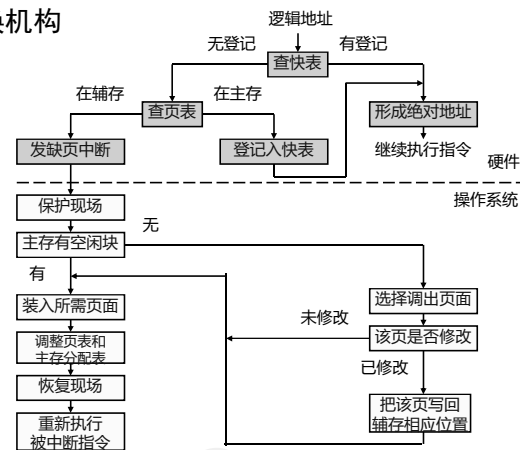 机构
逻辑地址
无登记
有登记
查快表
在辅存
在主存
查页表
形成绝对地址
发缺页中断
登记入快表
继续执行指令
硬件
操作系统
保护现场
无
主存有空闲块
有
装入所需页面
选择调出页面
未修改
调整页表和
主存分配表
该页是否修改
已修改
恢复现场
把该页写回
辅存相应位置
重新执行
被中断指令